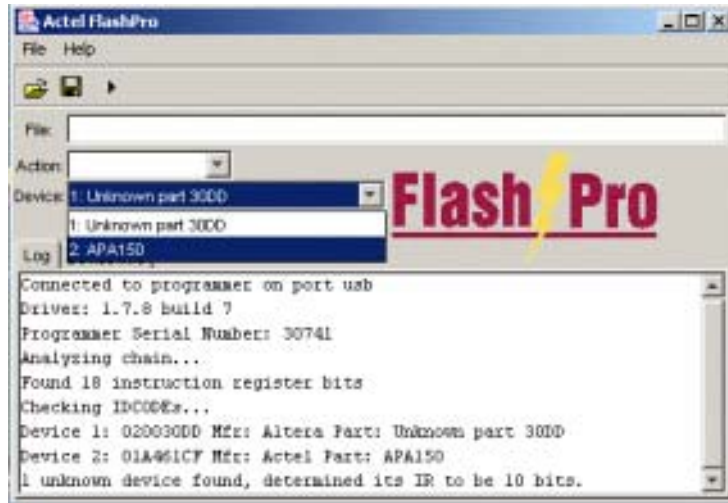 Actel FlashPro
File Help
File:
Action:
Device: 1: Unknown part 30DD
1: Unknown part 30DD
2: APA150
Flash Pro
Log
Connected to programmer on port usb
Driver: 1.7.8 build 7
Programmer Serial Number: 30741
Analyzing chain...
Found 18 instruction register bits
Checking IDCODEs...
Device 1: 020030DD Mfr: Altera Part: Unknown part 30DD
Device 2: 01A461CF Mfr: Actel Part: APA150
1 unknown device found, determined its IR to be 10 bits.